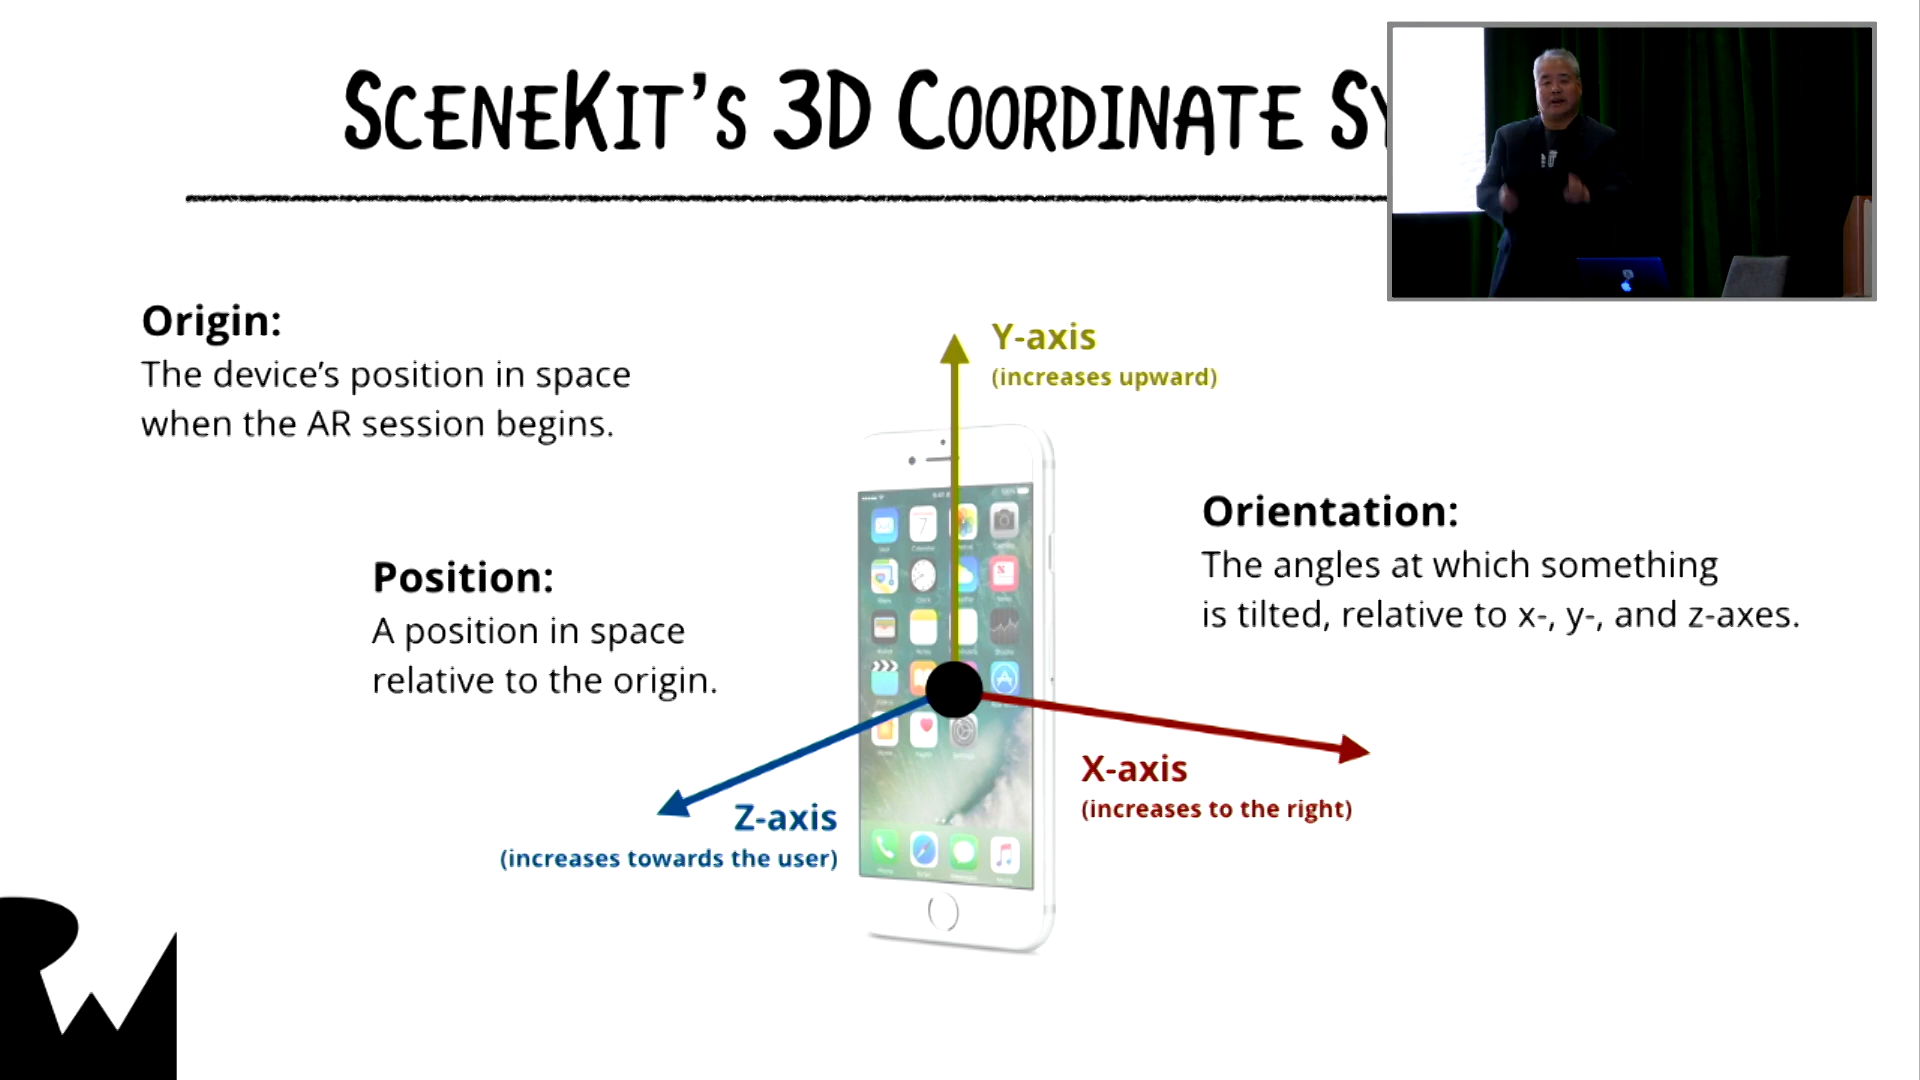 SCENEKIT'S 3D COORDINATE SY
Origin:
The device's position in space
when the AR session begins.
Y-axis
(increases upward)
Orientation:
The angles at which something
is tilted, relative to x-, y-, and z-axes.
Position:
A position in space
relative to the origin.
X-axis
(increases to the right)
Z-axis
(increases towards the user)
7
RW